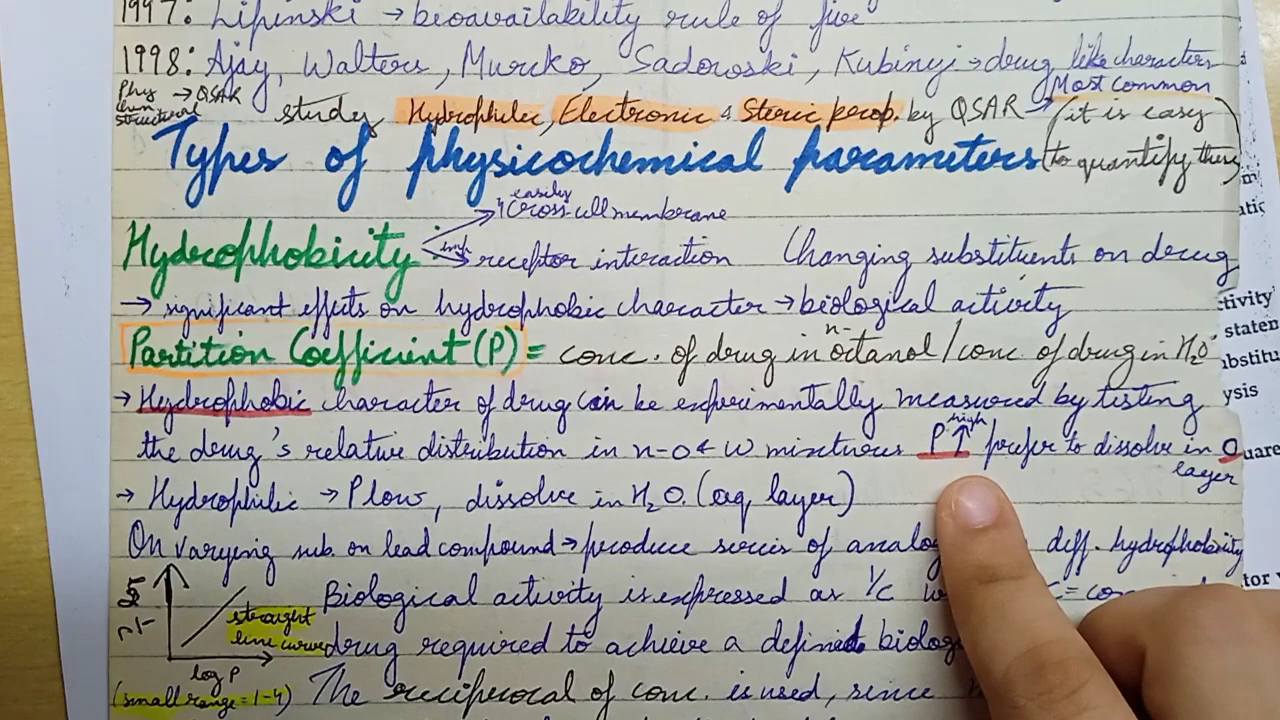 1997: Lipinski → bioavailability rule of five
1998: Ajay, Walters, Murcko, Sadowski, Kubinyi → drug like characters
Phy → QSAR
chem
structural
Most common
study Hydrophilic, Electronic & Steric prop. by QSAR → (it is easy
to quantify them)
Types of physicochemical parameters
easily
Cross cell membrane
Hydrophobicity
imp
receptor interaction Changing substituents on drug
→ significant effects on hydrophobic character → biological activity
Partition Coefficient (P) = conc. of drug in n-octanol / conc of drug in H2O
→ Hydrophobic character of drug can be experimentally measured by testing
the drug's relative distribution in n-O & W mixtures P↑ high prefer to dissolve in O
layer
→ Hydrophilic → P low, dissolve in H2O. (aq layer)
On varying sub. on lead compound → produce series of analog diff. hydrophobicity
Biological activity is expressed as 1/c
straight
line curve
drug required to achieve a defined biolog
log P
(small range = 1-4) The reciprocal of conc. is used, since
tivity
staten
bstitu
ysis
uare